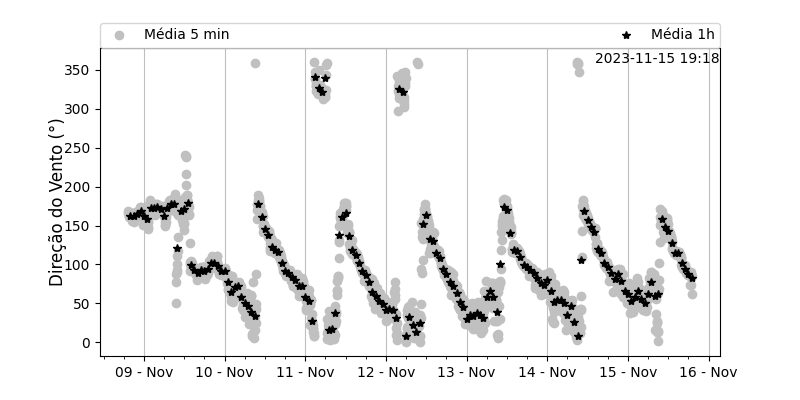 Média 5 min
Média 1h
2023-11-15 19:18
Direção do Vento (°)
350
300
250
200
150
100
50
0
09 - Nov
10 - Nov
11 - Nov
12 - Nov
13 - Nov
14 - Nov
15 - Nov
16 - Nov